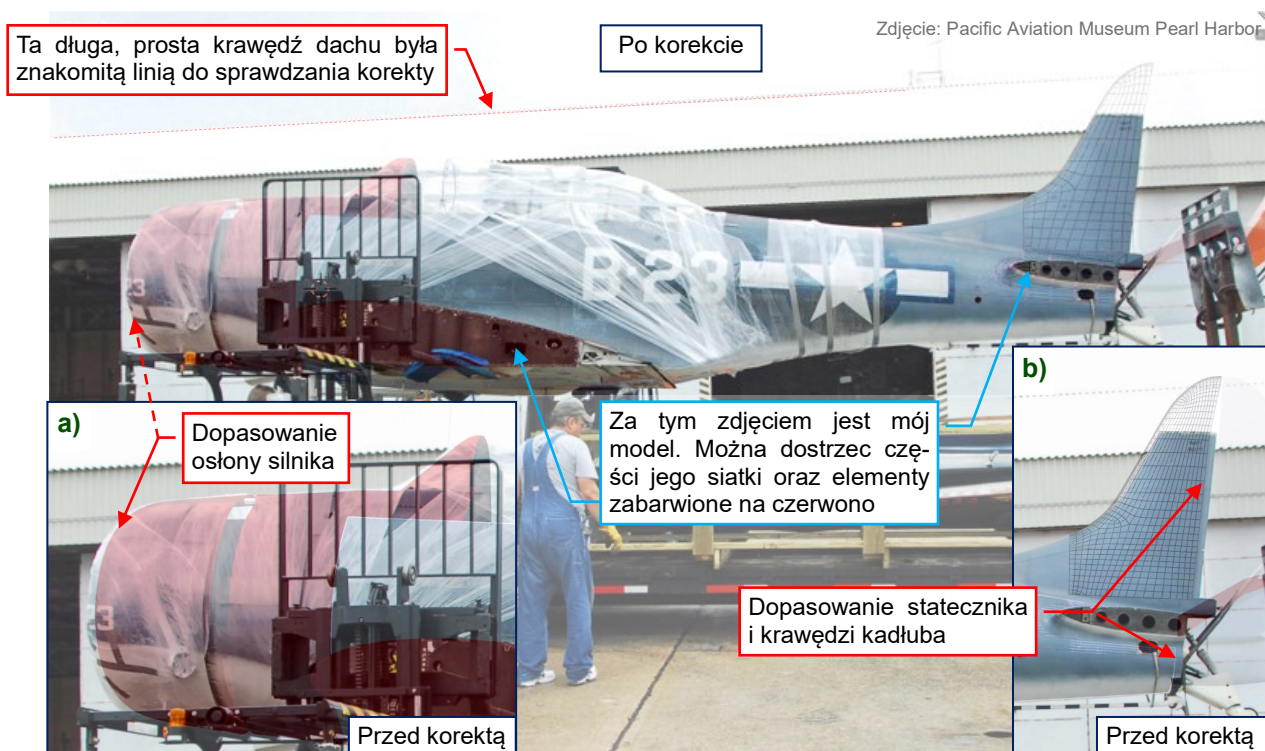 Ta długa, prosta krawędź dachu była
znakomitą linią do sprawdzania korekty
Po korekcie
Zdjęcie: Pacific Aviation Museum Pearl Harbor
B-23
23
a)
Dopasowanie
osłony silnika
Za tym zdjęciem jest mój
model. Można dostrzec czę-
ści jego siatki oraz elementy
zabarwione na czerwono
b)
3
Dopasowanie statecznika
i krawędzi kadłuba
Przed korektą
Przed korektą